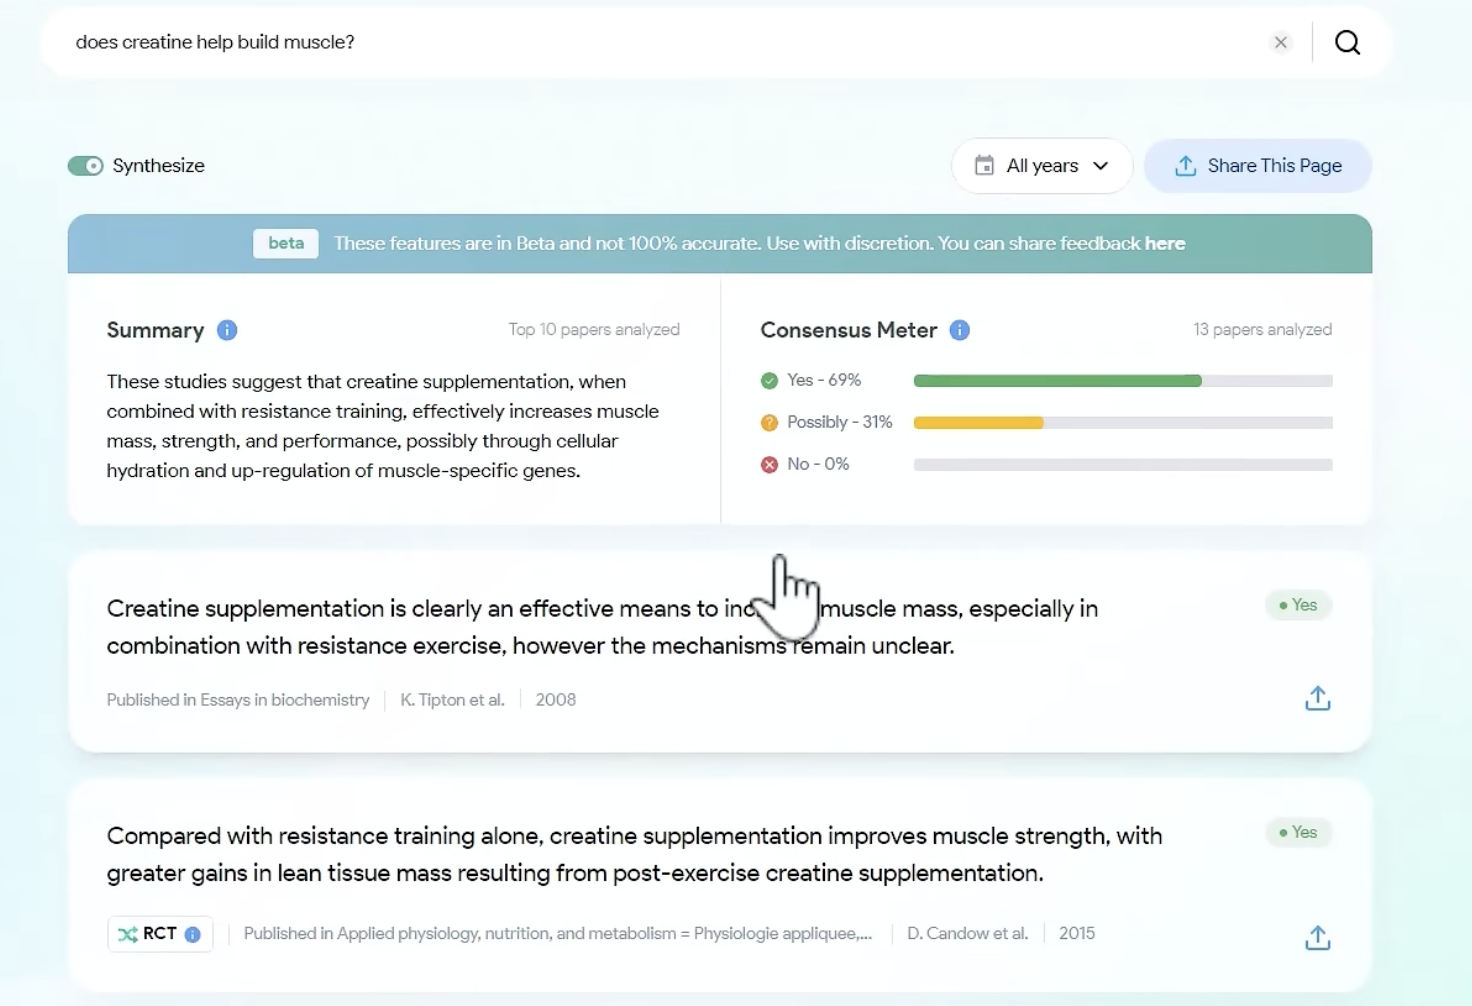 does creatine help build muscle?
Synthesize
All years
Share This Page
beta These features are in Beta and not 100% accurate. Use with discretion. You can share feedback here
Summary
Top 10 papers analyzed
These studies suggest that creatine supplementation, when
combined with resistance training, effectively increases muscle
mass, strength, and performance, possibly through cellular
hydration and up-regulation of muscle-specific genes.
Consensus Meter
13 papers analyzed
Yes - 69%
Possibly - 31%
No - 0%
Creatine supplementation is clearly an effective means to muscle mass, especially in
combination with resistance exercise, however the mechanisms remain unclear.
Yes
Published in Essays in biochemistry K. Tipton et al. 2008
Compared with resistance training alone, creatine supplementation improves muscle strength, with
greater gains in lean tissue mass resulting from post-exercise creatine supplementation.
Yes
RCT Published in Applied physiology, nutrition, and metabolism = Physiologie appliquee,... D. Candow et al. 2015